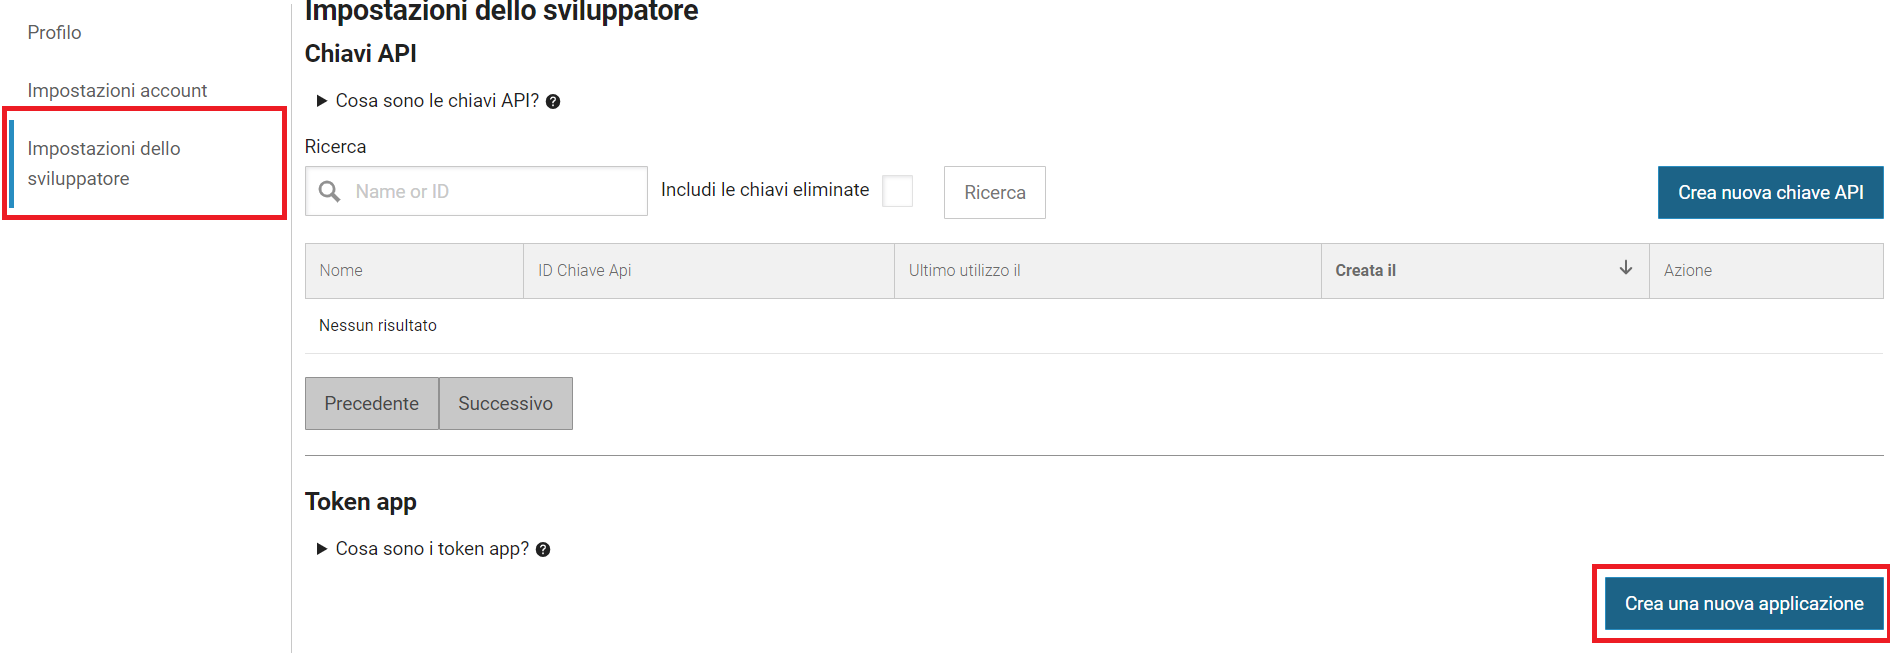 Profilo
Impostazioni account
Impostazioni dello
sviluppatore
Impostazioni dello sviluppatore
Chiavi API
Cosa sono le chiavi API?
Ricerca
Name or ID
Includi le chiavi eliminate
Ricerca
Crea nuova chiave API
Nome
ID Chiave Api
Ultimo utilizzo il
Creata il
Azione
Nessun risultato
Precedente
Successivo
Token app
Cosa sono i token app?
Crea una nuova applicazione